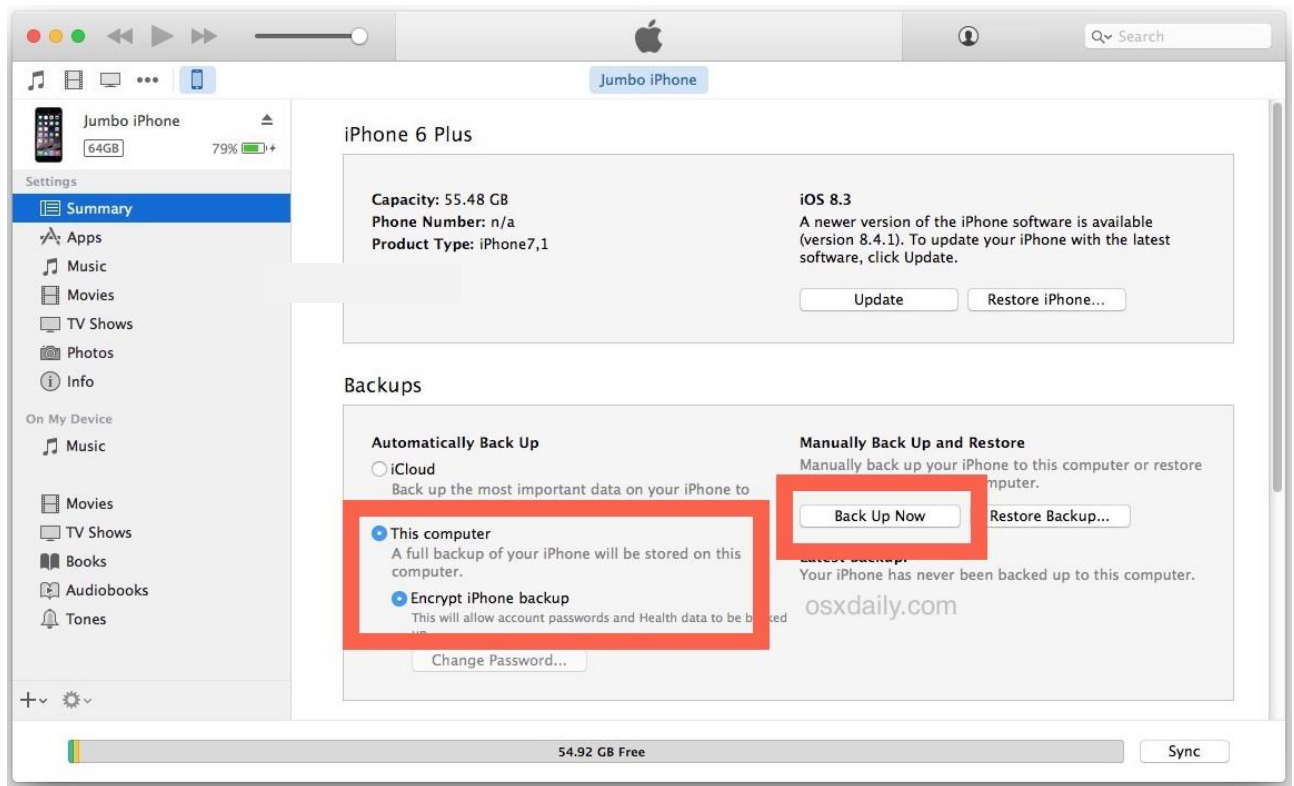 Search
Jumbo iPhone
Jumbo iPhone
64GB
79%
Settings
Summary
Apps
Music
Movies
TV Shows
Photos
Info
On My Device
Music
Movies
TV Shows
Books
Audiobooks
Tones
iPhone 6 Plus
Capacity: 55.48 GB
Phone Number: n/a
Product Type: iPhone7,1
iOS 8.3
A newer version of the iPhone software is available
(version 8.4.1). To update your iPhone with the latest
software, click Update.
Update
Restore iPhone...
Backups
Automatically Back Up
iCloud
Back up the most important data on your iPhone to
This computer
A full backup of your iPhone will be stored on this
computer.
Encrypt iPhone backup
This will allow account passwords and Health data to be
Change Password...
Manually Back Up and Restore
Manually back up your iPhone to this computer or restore
Back Up Now
Restore Backup...
Your iPhone has never been backed up to this computer.
osxdaily.com
54.92 GB Free
Sync